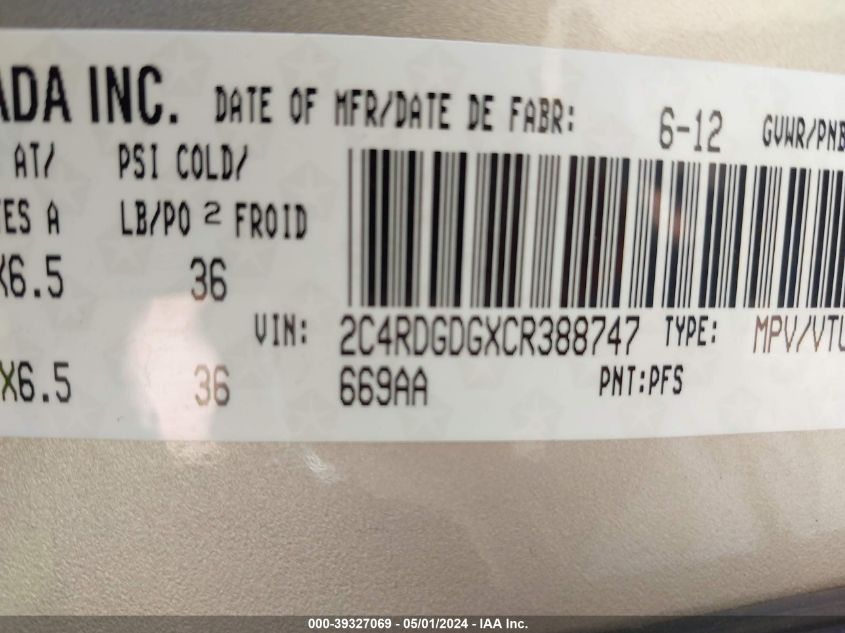 ADA INC. DATE OF MFR/DATE DE FABR: 6-12 GVWR/PNB
AT/ PSI COLD/
ES A LB/PO 2 FROID
X6.5 36
VIN: 2C4RDGDGXCR388747 TYPE: MPV/VTU
X6.5 36 669AA PNT:PFS
000-39327069 - 05/01/2024 - IAA Inc.